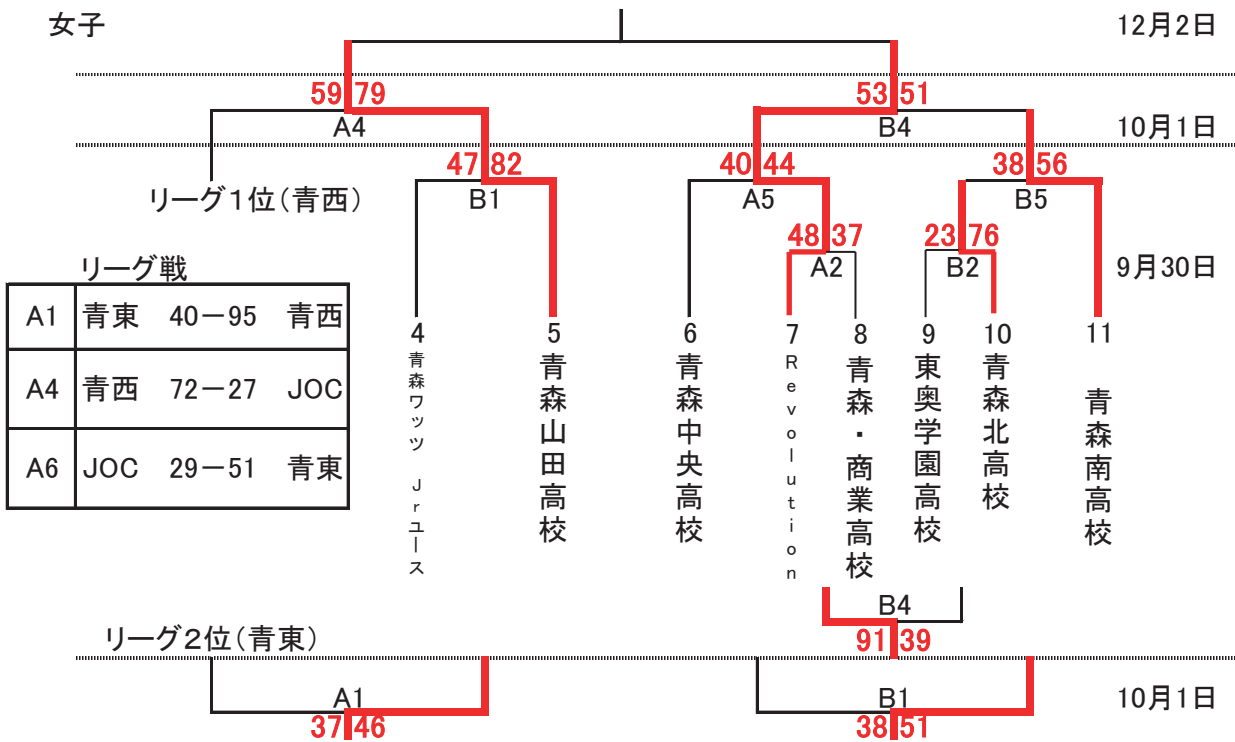 女子
12月2日
59 79
53 51
A4
B4
10月1日
47 82
40 44
38 56
リーグ1位(青西)
B1
A5
B5
48 37
23 76
リーグ戦
A2
B2
9月30日
A1 青東 40-95 青西
A4 青西 72-27 JOC
A6 JOC 29-51 青東
4
5
6
7
8
9
10
11
青森ワッツ Jrユース
青森山田高校
青森中央高校
Revolution
青森・商業高校
東奥学園高校
青森北高校
青森南高校
B4
リーグ2位(青東)
91 39
A1
B1
10月1日
37 46
38 51